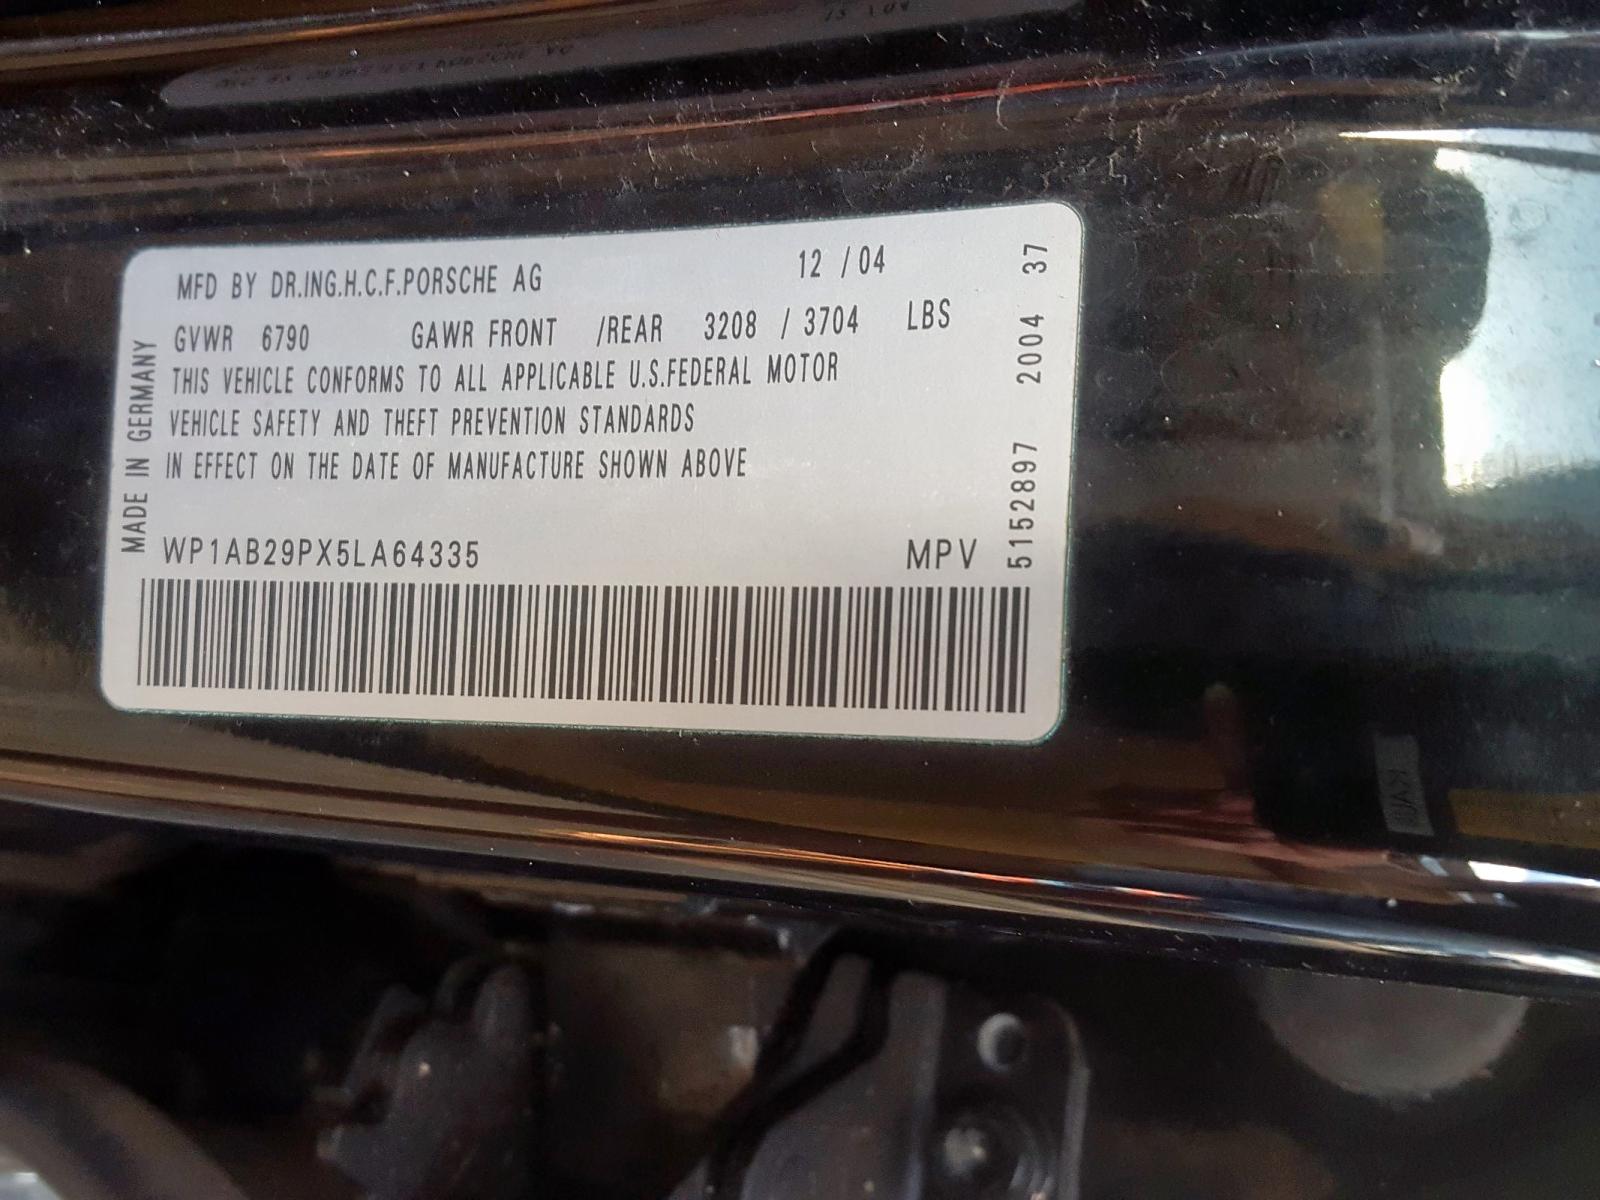 MFD BY DR.ING.H.C.F.PORSCHE AG 12 /04
GVWR 6790 GAWR FRONT /REAR 3208 / 3704 LBS
THIS VEHICLE CONFORMS TO ALL APPLICABLE U.S.FEDERAL MOTOR
VEHICLE SAFETY AND THEFT PREVENTION STANDARDS
IN EFFECT ON THE DATE OF MANUFACTURE SHOWN ABOVE
WP1AB29PX5LA64335 MPV
MADE IN GERMANY
5152897 2004 37